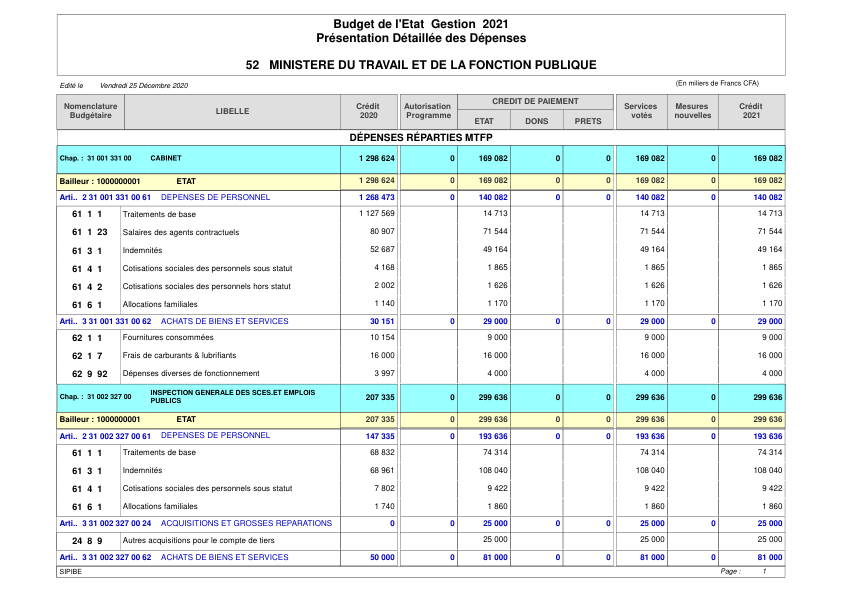 Budget de l'Etat Gestion 2021
Présentation Détaillée des Dépenses
52 MINISTERE DU TRAVAIL ET DE LA FONCTION PUBLIQUE
Edité le Vendredi 25 Décembre 2020 (En miliers de Francs CFA)
Nomenclature Budgétaire LIBELLE Crédit 2020 Autorisation Programme CREDIT DE PAIEMENT ETAT DONS PRETS Services votés Mesures nouvelles Crédit 2021
DÉPENSES RÉPARTIES MTFP
Chap. : 31 001 331 00 CABINET 1 298 624 0 169 082 0 0 169 082 0 169 082
Bailleur : 1000000001 ETAT 1 298 624 0 169 082 0 0 169 082 0 169 082
Arti.. 2 31 001 331 00 61 DEPENSES DE PERSONNEL 1 268 473 0 140 082 0 0 140 082 0 140 082
61 1 1 Traitements de base 1 127 569 14 713 14 713 14 713
61 1 23 Salaires des agents contractuels 80 907 71 544 71 544 71 544
61 3 1 Indemnités 52 687 49 164 49 164 49 164
61 4 1 Cotisations sociales des personnels sous statut 4 168 1 865 1 865 1 865
61 4 2 Cotisations sociales des personnels hors statut 2 002 1 626 1 626 1 626
61 6 1 Allocations familiales 1 140 1 170 1 170 1 170
Arti.. 3 31 001 331 00 62 ACHATS DE BIENS ET SERVICES 30 151 0 29 000 0 0 29 000 0 29 000
62 1 1 Fournitures consommées 10 154 9 000 9 000 9 000
62 1 7 Frais de carburants & lubrifiants 16 000 16 000 16 000 16 000
62 9 92 Dépenses diverses de fonctionnement 3 997 4 000 4 000 4 000
Chap. : 31 002 327 00 INSPECTION GENERALE DES SCES.ET EMPLOIS PUBLICS 207 335 0 299 636 0 0 299 636 0 299 636
Bailleur : 1000000001 ETAT 207 335 0 299 636 0 0 299 636 0 299 636
Arti.. 2 31 002 327 00 61 DEPENSES DE PERSONNEL 147 335 0 193 636 0 0 193 636 0 193 636
61 1 1 Traitements de base 68 832 74 314 74 314 74 314
61 3 1 Indemnités 68 961 108 040 108 040 108 040
61 4 1 Cotisations sociales des personnels sous statut 7 802 9 422 9 422 9 422
61 6 1 Allocations familiales 1 740 1 860 1 860 1 860
Arti.. 3 31 002 327 00 24 ACQUISITIONS ET GROSSES REPARATIONS 0 0 25 000 0 0 25 000 0 25 000
24 8 9 Autres acquisitions pour le compte de tiers 25 000 25 000 25 000
Arti.. 3 31 002 327 00 62 ACHATS DE BIENS ET SERVICES 50 000 0 81 000 0 0 81 000 0 81 000
SIPIBE Page : 1